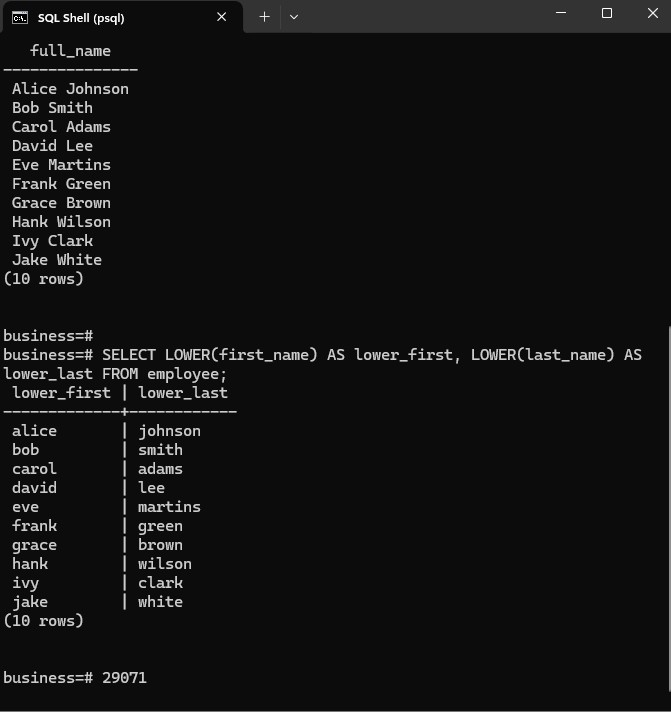 SQL Shell (psql)
full_name
---------------
Alice Johnson
Bob Smith
Carol Adams
David Lee
Eve Martins
Frank Green
Grace Brown
Hank Wilson
Ivy Clark
Jake White
(10 rows)
business=#
business=# SELECT LOWER(first_name) AS lower_first, LOWER(last_name) AS
lower_last FROM employee;
lower_first | lower_last
-------------+------------
alice | johnson
bob | smith
carol | adams
david | lee
eve | martins
frank | green
grace | brown
hank | wilson
ivy | clark
jake | white
(10 rows)
business=# 29071